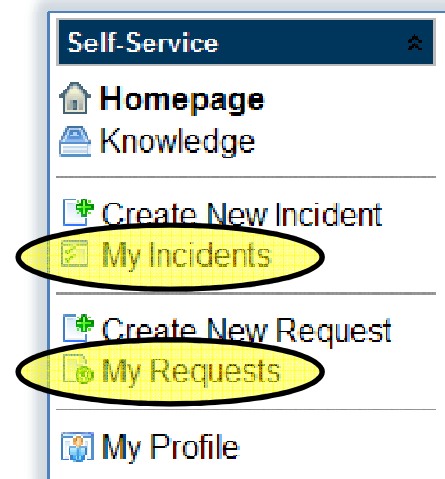 Self-Service
Homepage
Knowledge
Create New Incident
My Incidents
Create New Request
My Requests
My Profile